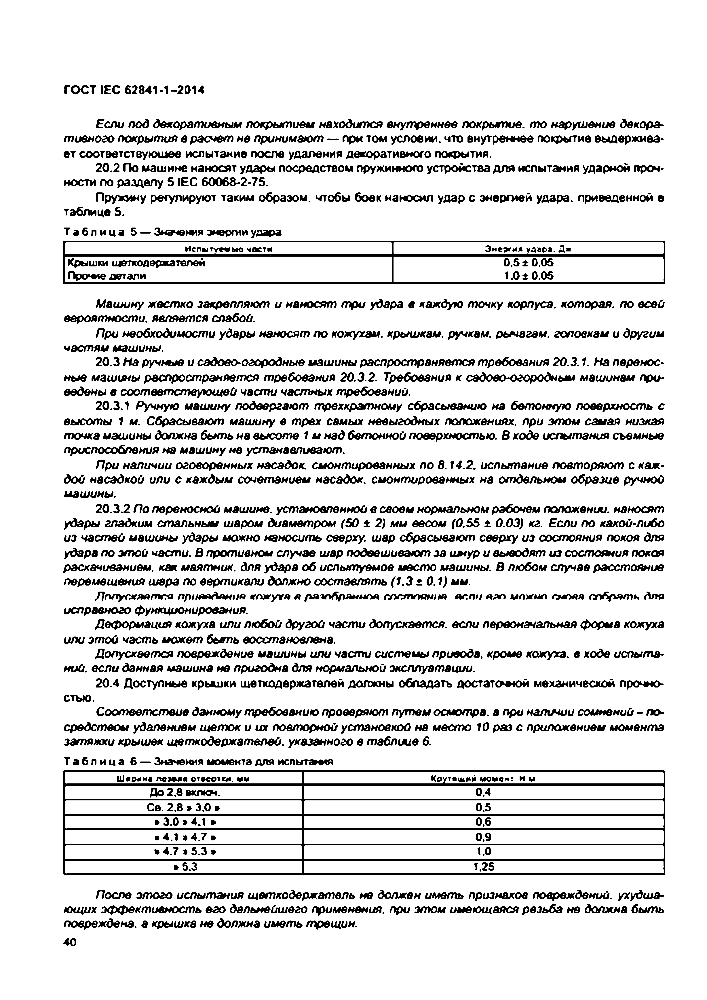 ГОСТ IEC 62841-1–2014
Если под декоративным покрытием находится внутреннее покрытие, то нарушение декора-
тивного покрытия в расчет не принимают — при том условии, что внутреннее покрытие выдержива-
ет соответствующее испытание после удаления декоративного покрытия.
20.2 По машине наносят удары посредством пружинного устройства для испытания ударной проч-
ности по разделу 5 IEC 60068-2-75.
Пружину регулируют таким образом, чтобы боек наносил удар с энергией удара, приведенной в
таблице 5.
Таблица 5 — Значения энергии удара
Испытуемые части Энергия удара, Дж
Крышки щеткодержателей 0,5 ± 0,05
Прочие детали 1,0 ± 0,05
Машину жестко закрепляют и наносят три удара в каждую точку корпуса, которая, по всей
вероятности, является слабой.
При необходимости удары наносят по кожухам, крышкам, ручкам, рычагам, головкам и другим
частям машины.
20.3 На ручные и садово-огородные машины распространяется требования 20.3.1. На перенос-
ные машины распространяется требования 20.3.2. Требования к садово-огородным машинам при-
ведены в соответствующей части частных требований.
20.3.1 Ручную машину подвергают трехкратному сбрасыванию на бетонную поверхность с
высоты 1 м. Сбрасывают машину в трех самых невыгодных положениях, при этом самая низкая
точка машины должна быть на высоте 1 м над бетонной поверхностью. В ходе испытания съемные
приспособления на машину не устанавливают.
При наличии оговоренных насадок, смонтированных по 8.14.2, испытание повторяют с каж-
дой насадкой или с каждым сочетанием насадок, смонтированных на отдельном образце ручной
машины.
20.3.2 По переносной машине, установленной в своем нормальном рабочем положении, наносят
удары гладким стальным шаром диаметром (50 ± 2) мм весом (0,55 ± 0,03) кг. Если по какой-либо
из частей машины удары можно наносить сверху, шар сбрасывают сверху из состояния покоя для
удара по этой части. В противном случае шар подвешивают за шнур и выводят из состояния покоя
раскачиванием, как маятник, для удара об испытуемое место машины. В любом случае расстояние
перемещения шара по вертикали должно составлять (1,3 ± 0,1) мм.
Допускается приведение кожуха в разобранное состояние, если его можно снова собрать для
исправного функционирования.
Деформация кожуха или любой другой части допускается, если первоначальная форма кожуха
или этой часть может быть восстановлена.
Допускается повреждение машины или части системы привода, кроме кожуха, в ходе испыта-
ний, если данная машина не пригодна для нормальной эксплуатации.
20.4 Доступные крышки щеткодержателей должны обладать достаточной механической прочно-
стью.
Соответствие данному требованию проверяют путем осмотра, а при наличии сомнений – по-
средством удалением щеток и их повторной установкой на место 10 раз с приложением момента
затяжки крышек щеткодержателей, указанного в таблице 6.
Таблица 6 — Значения момента для испытания
Ширина лезвия отвертки, мм Крутящий момент Н м
До 2,8 включ. 0,4
Св. 2,8 » 3,0 » 0,5
» 3,0 » 4,1 » 0,6
» 4,1 » 4,7 » 0,9
» 4,7 » 5,3 » 1,0
» 5,3 1,25
После этого испытания щеткодержатель не должен иметь признаков повреждений, ухудша-
ющих эффективность его дальнейшего применения, при этом имеющаяся резьба не должна быть
повреждена, а крышка не должна иметь трещин.
40